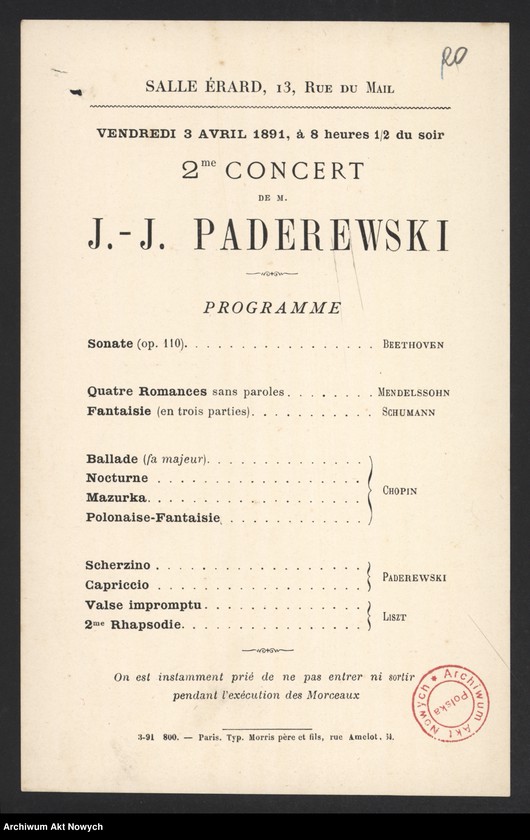 20
SALLE ÉRARD, 13, RUE DU MAIL
VENDREDI 3 AVRIL 1891, à 8 heures 1/2 du soir
2me CONCERT
DE M.
J.-J. PADEREWSKI
PROGRAMME
Sonate (op. 110). . . . . . . . . . . . . . . . . BEETHOVEN
Quatre Romances sans paroles . . . . . . . . MENDELSSOHN
Fantaisie (en trois parties). . . . . . . . . . . SCHUMANN
Ballade (fa majeur). . . . . . . . . . . . . .
Nocturne . . . . . . . . . . . . . . . . . .
CHOPIN
Mazurka. . . . . . . . . . . . . . . . . . .
Polonaise-Fantaisie. . . . . . . . . . . . .
Scherzino . . . . . . . . . . . . . . . . . .
PADEREWSKI
Capriccio . . . . . . . . . . . . . . . . . .
Valse impromptu. . . . . . . . . . . . . . .
LISZT
2me Rhapsodie. . . . . . . . . . . . . . . .
On est instamment prié de ne pas entrer ni sortir
pendant l'exécution des Morceaux
3-91 800. — Paris. Typ. Morris père et fils, rue Amelot, 64.
Archiwum Akt Nowych
Polska
Archiwum Akt Nowych